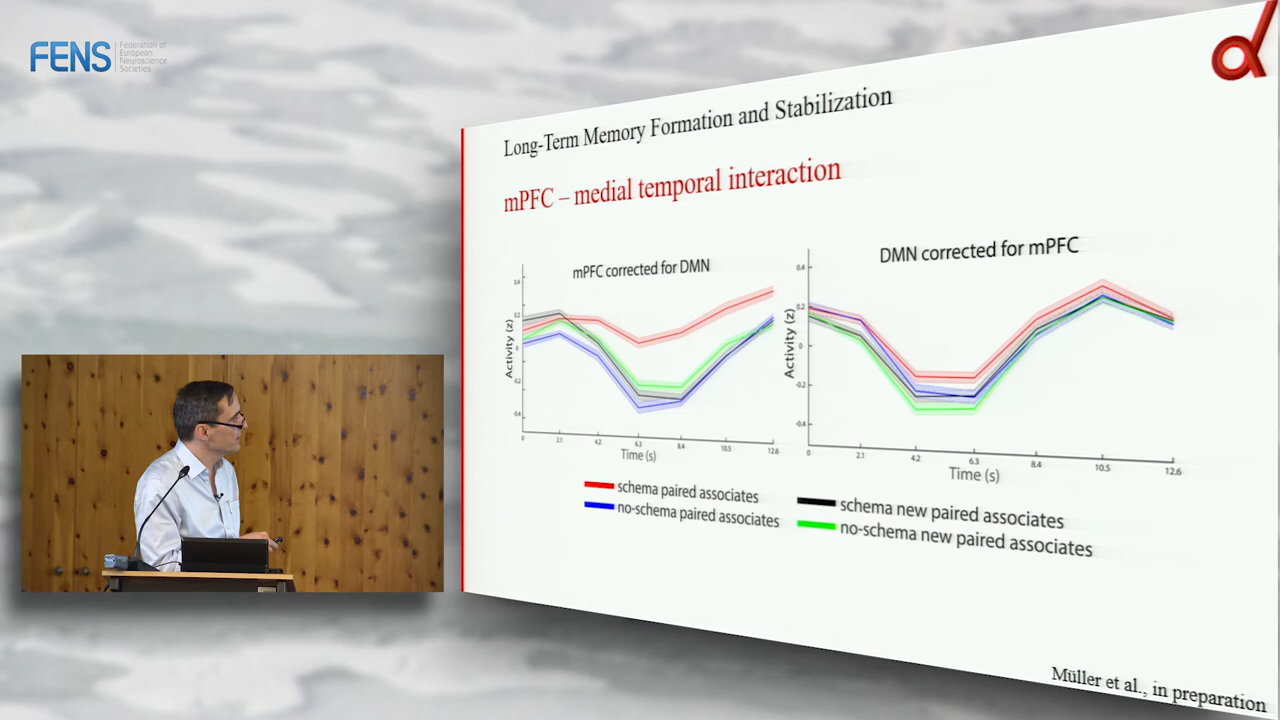 FENS
Federation of
European
Neuroscience
Societies
Long-Term Memory Formation and Stabilization
mPFC – medial temporal interaction
mPFC corrected for DMN
Activity (z)
0.4
0.2
0
-0.2
-0.4
0 2.1 4.2 6.3 8.4 10.5 12.6
Time (s)
DMN corrected for mPFC
Activity (z)
0.4
0.2
0
-0.2
-0.4
0 2.1 4.2 6.3 8.4 10.5 12.6
Time (s)
schema paired associates
no-schema paired associates
schema new paired associates
no-schema new paired associates
Müller et al., in preparation